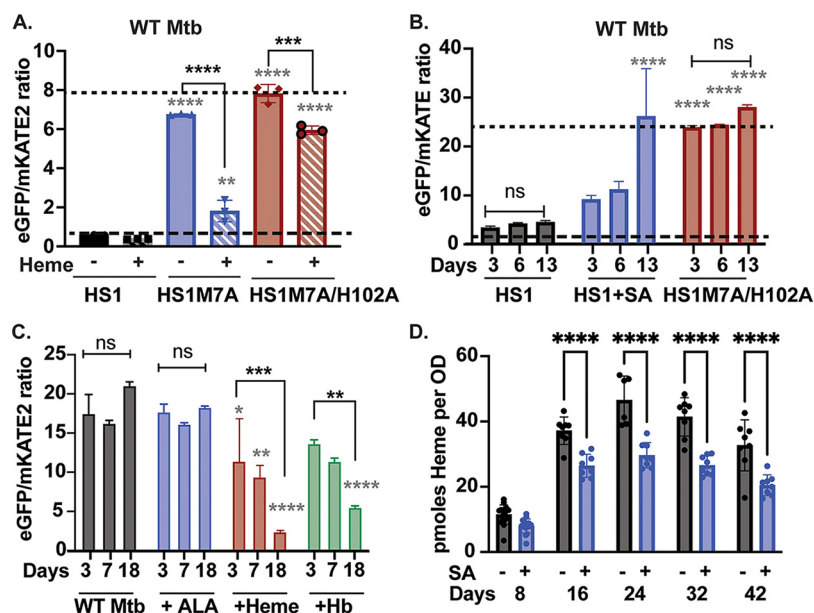 A.
WT Mtb
eGFP/mKATE2 ratio
10
8
6
4
2
0
****
***
****
**
****
****
Heme - + - + - +
HS1 HS1M7A HS1M7A/H102A
B.
WT Mtb
eGFP/mKATE ratio
40
30
20
10
0
ns
****
ns
****
****
****
Days 3 6 13 3 6 13 3 6 13
HS1 HS1+SA HS1M7A/H102A
C.
eGFP/mKATE2 ratio
25
20
15
10
5
0
ns
ns
***
**
*
**
****
****
Days 3 7 18 3 7 18 3 7 18 3 7 18
WT Mtb + ALA +Heme +Hb
D.
pmoles Heme per OD
60
40
20
0
**** **** **** ****
SA - + - + - + - + - +
Days 8 16 24 32 42